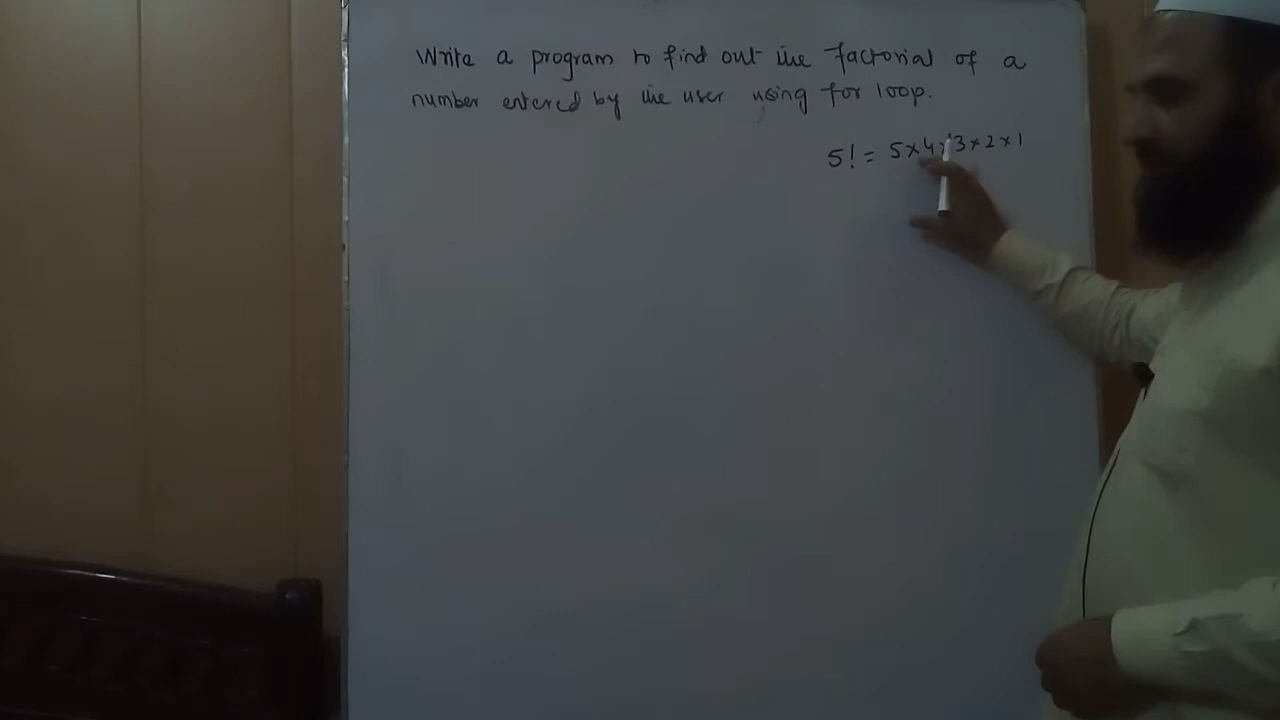 Write a program to find out the factorial of a
number entered by the user using for loop.
5! = 5 x 4 x 3 x 2 x 1